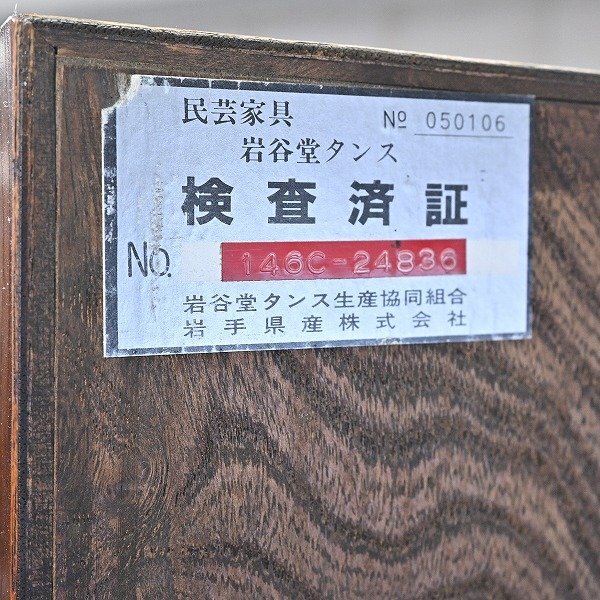 民芸家具 № 050106
岩谷堂タンス
検査済証
No. 146C-24836
岩谷堂タンス生産協同組合
岩手県産株式会社